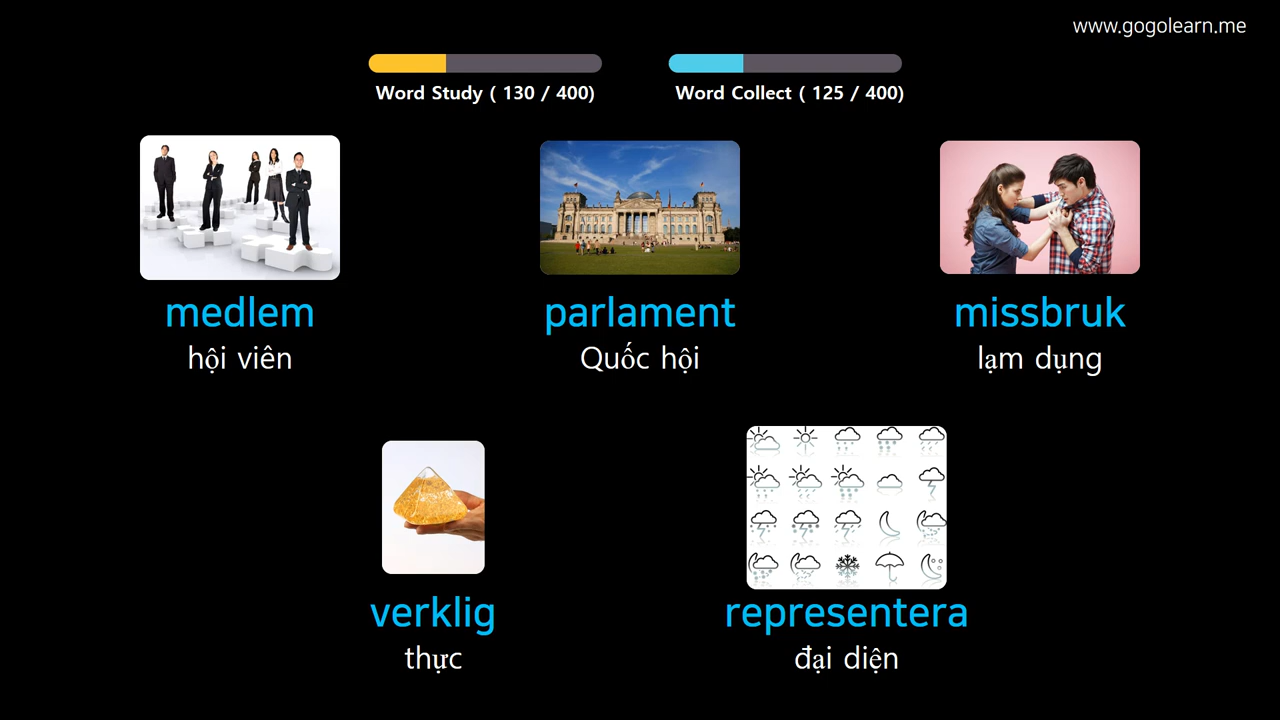 www.gogolearn.me
Word Study ( 130 / 400)
Word Collect ( 125 / 400)
medlem
hội viên
parlament
Quốc hội
missbruk
lạm dụng
verklig
thực
representera
đại diện